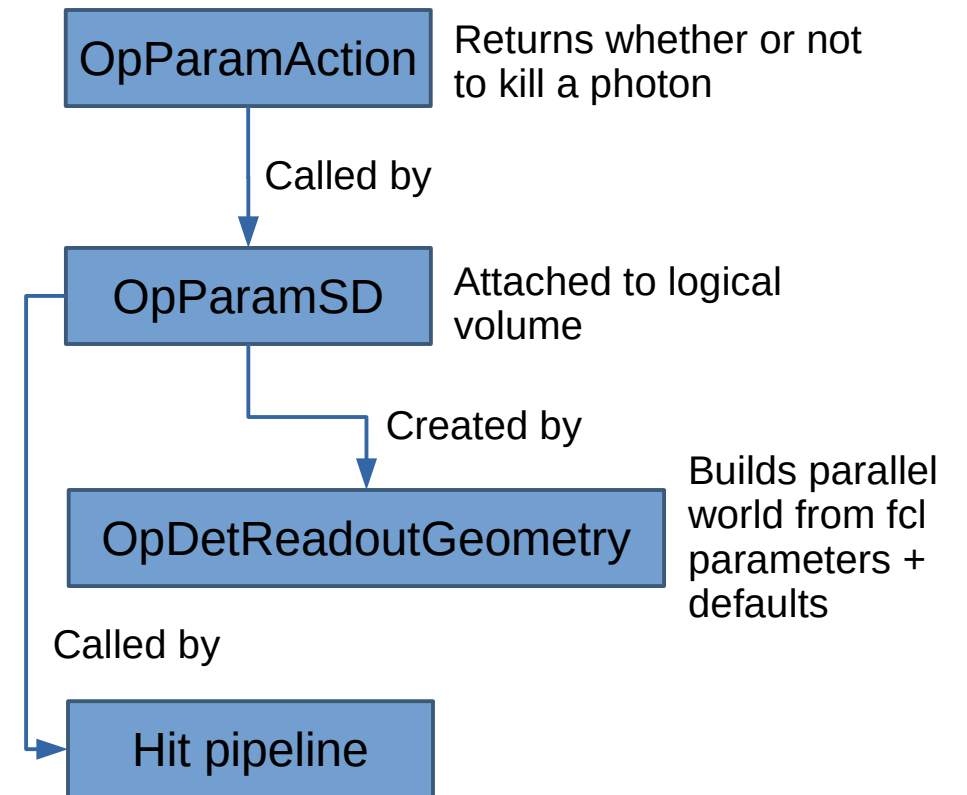 OpParamAction
Returns whether or not
to kill a photon
Called by
OpParamSD
Attached to logical
volume
Created by
OpDetReadoutGeometry
Builds parallel
world from fcl
parameters +
defaults
Called by
Hit pipeline